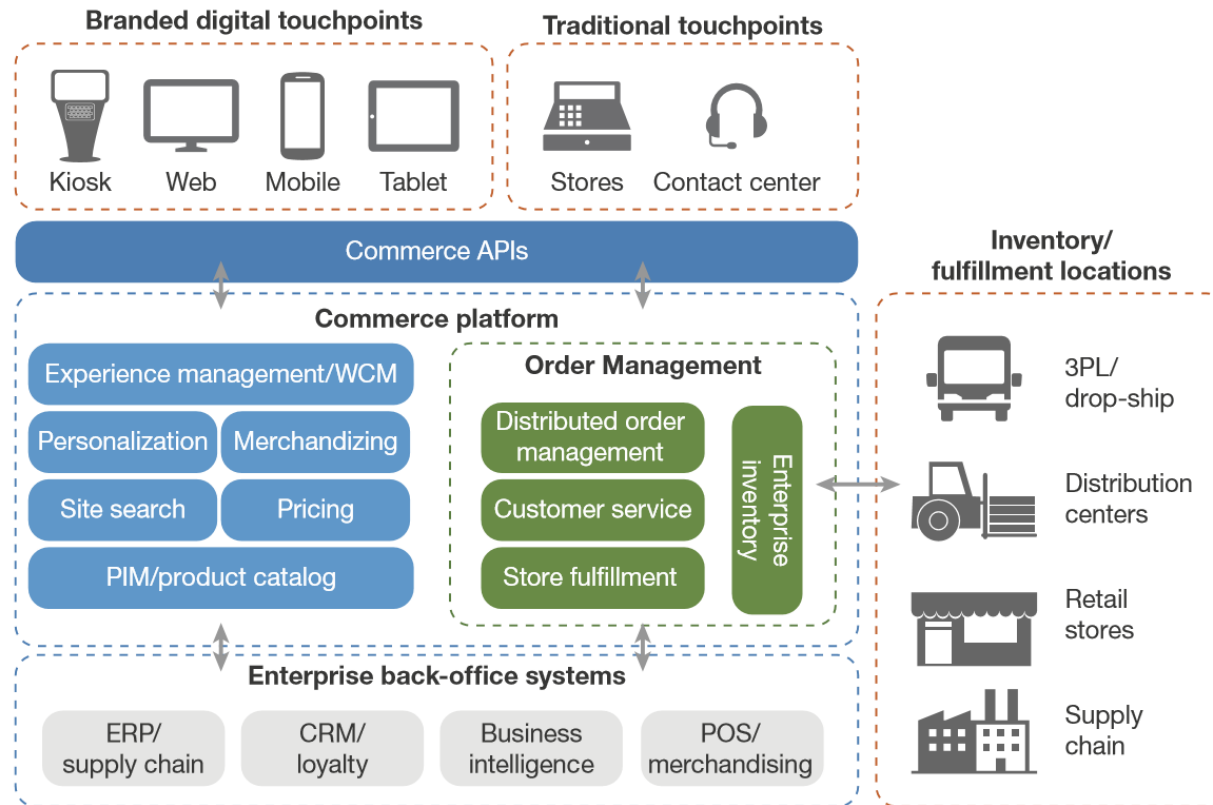 Branded digital touchpoints
Traditional touchpoints
Kiosk
Web
Mobile
Tablet
Stores
Contact center
Commerce APIs
Commerce platform
Experience management/WCM
Personalization
Merchandizing
Site search
Pricing
PIM/product catalog
Order Management
Distributed order
management
Customer service
Store fulfillment
Enterprise
inventory
Inventory/
fulfillment locations
3PL/
drop-ship
Distribution
centers
Retail
stores
Supply
chain
Enterprise back-office systems
ERP/
supply chain
CRM/
loyalty
Business
intelligence
POS/
merchandising